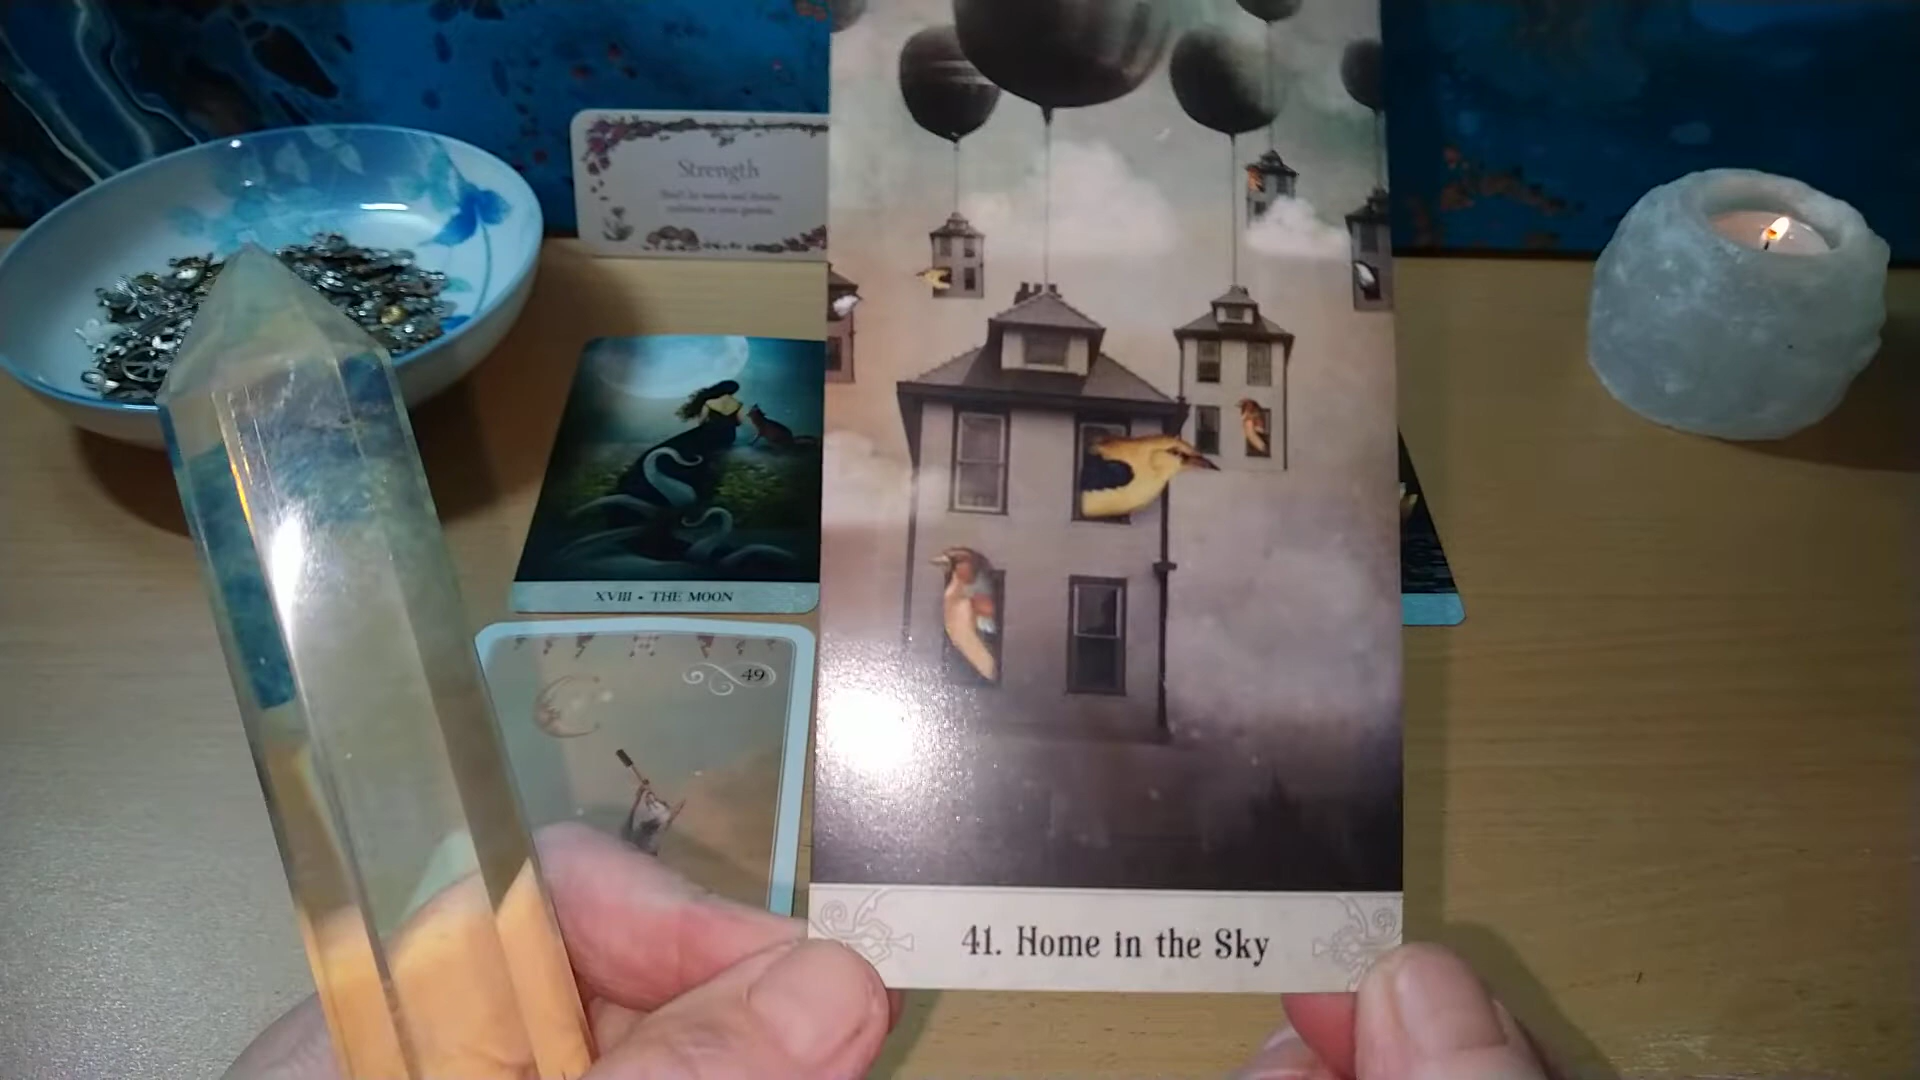 Strength
XVIII • THE MOON
49
41. Home in the Sky